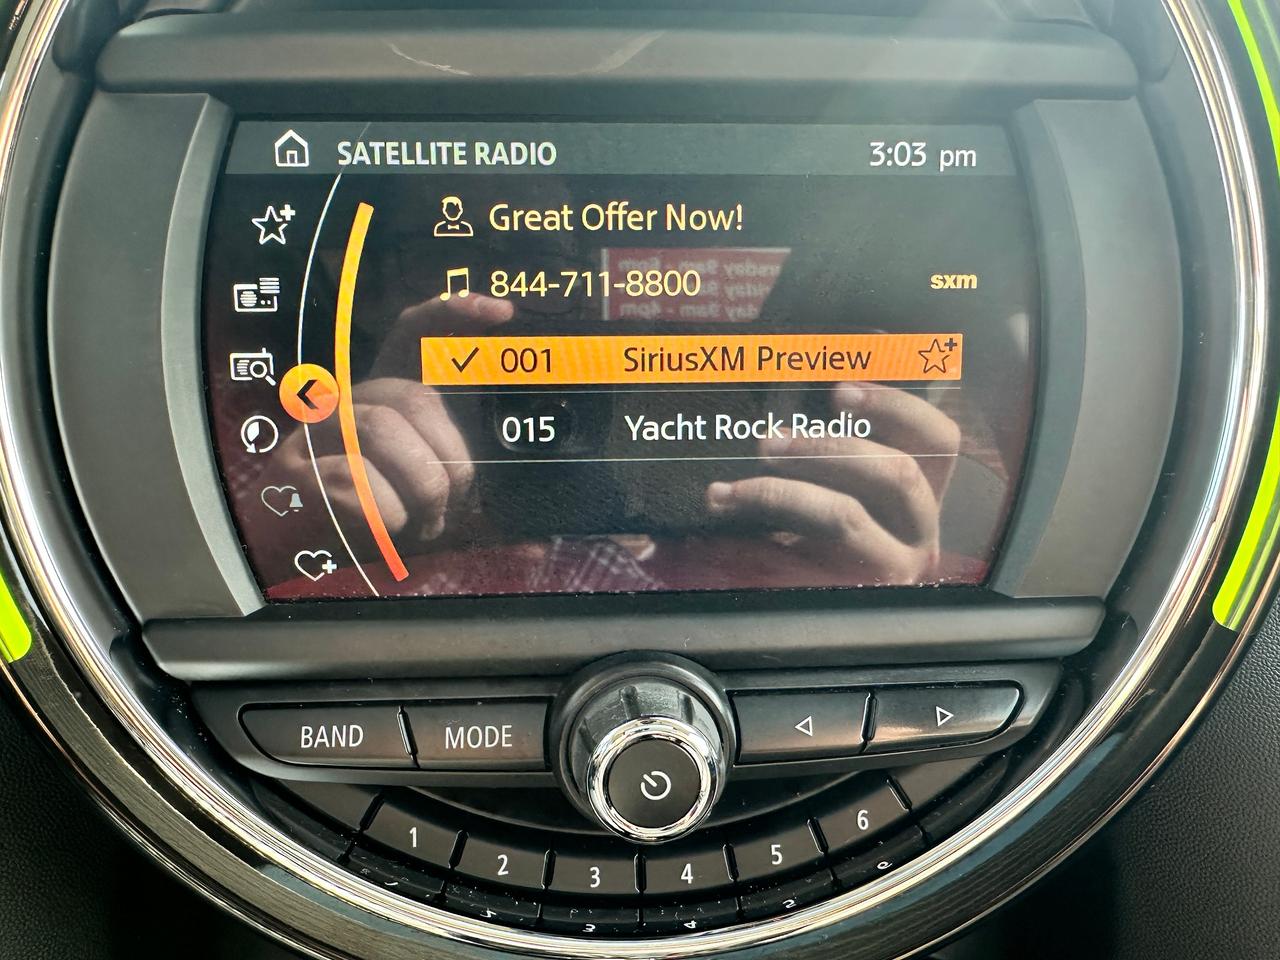 SATELLITE RADIO 3:03 pm
Great Offer Now!
844-711-8800 sxm
001 SiriusXM Preview
015 Yacht Rock Radio
BAND MODE
1 2 3 4 5 6